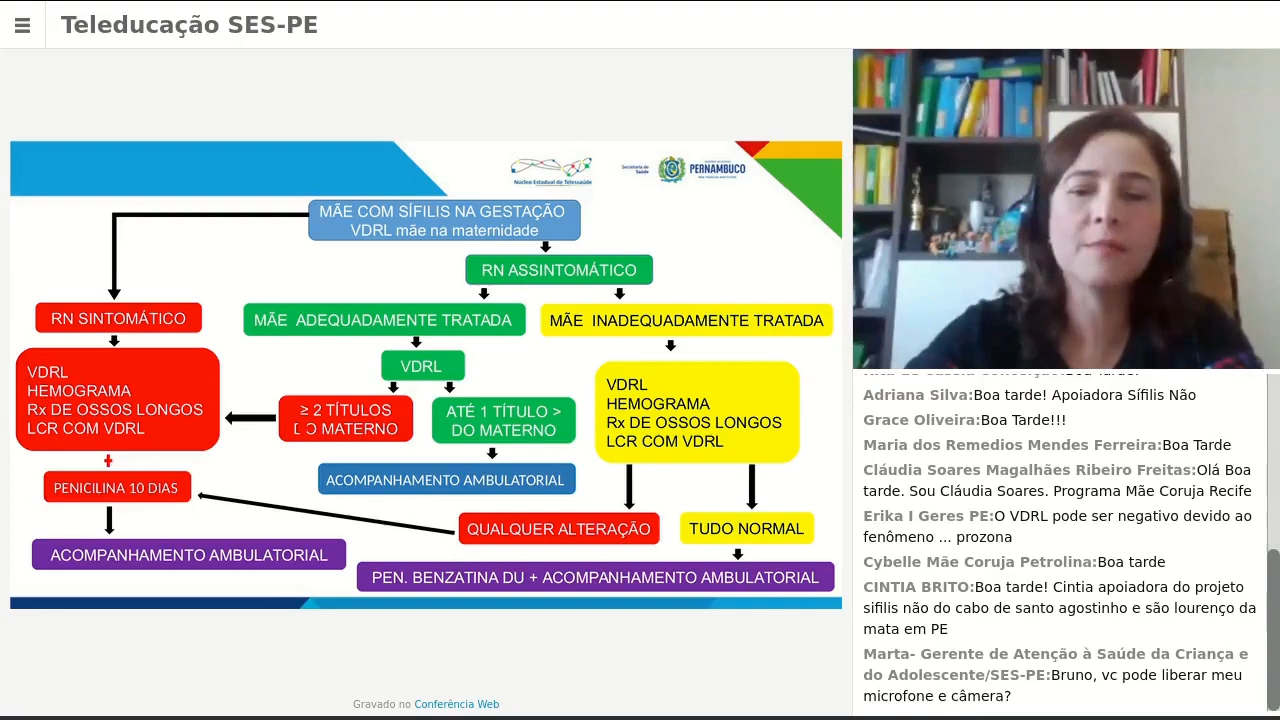 Teleducação SES-PE
Núcleo Estadual de Telessaúde
Secretaria de
Saúde
PERNAMBUCO
MÃE COM SÍFILIS NA GESTAÇÃO
VDRL mãe na maternidade
RN ASSINTOMÁTICO
RN SINTOMÁTICO
MÃE ADEQUADAMENTE TRATADA
MÃE INADEQUADAMENTE TRATADA
VDRL
VDRL
HEMOGRAMA
Rx DE OSSOS LONGOS
LCR COM VDRL
≥ 2 TÍTULOS
DO MATERNO
ATÉ 1 TÍTULO >
DO MATERNO
VDRL
HEMOGRAMA
Rx DE OSSOS LONGOS
LCR COM VDRL
+
PENICILINA 10 DIAS
ACOMPANHAMENTO AMBULATORIAL
QUALQUER ALTERAÇÃO
TUDO NORMAL
ACOMPANHAMENTO AMBULATORIAL
PEN. BENZATINA DU + ACOMPANHAMENTO AMBULATORIAL
Gravado no Conferência Web
Adriana Silva:Boa tarde! Apoiadora Sífilis Não
Grace Oliveira:Boa Tarde!!!
Maria dos Remedios Mendes Ferreira:Boa Tarde
Cláudia Soares Magalhães Ribeiro Freitas:Olá Boa
tarde. Sou Cláudia Soares. Programa Mãe Coruja Recife
Erika I Geres PE:O VDRL pode ser negativo devido ao
fenômeno ... prozona
Cybelle Mãe Coruja Petrolina:Boa tarde
CINTIA BRITO:Boa tarde! Cintia apoiadora do projeto
sifilis não do cabo de santo agostinho e são lourenço da
mata em PE
Marta- Gerente de Atenção à Saúde da Criança e
do Adolescente/SES-PE:Bruno, vc pode liberar meu
microfone e câmera?